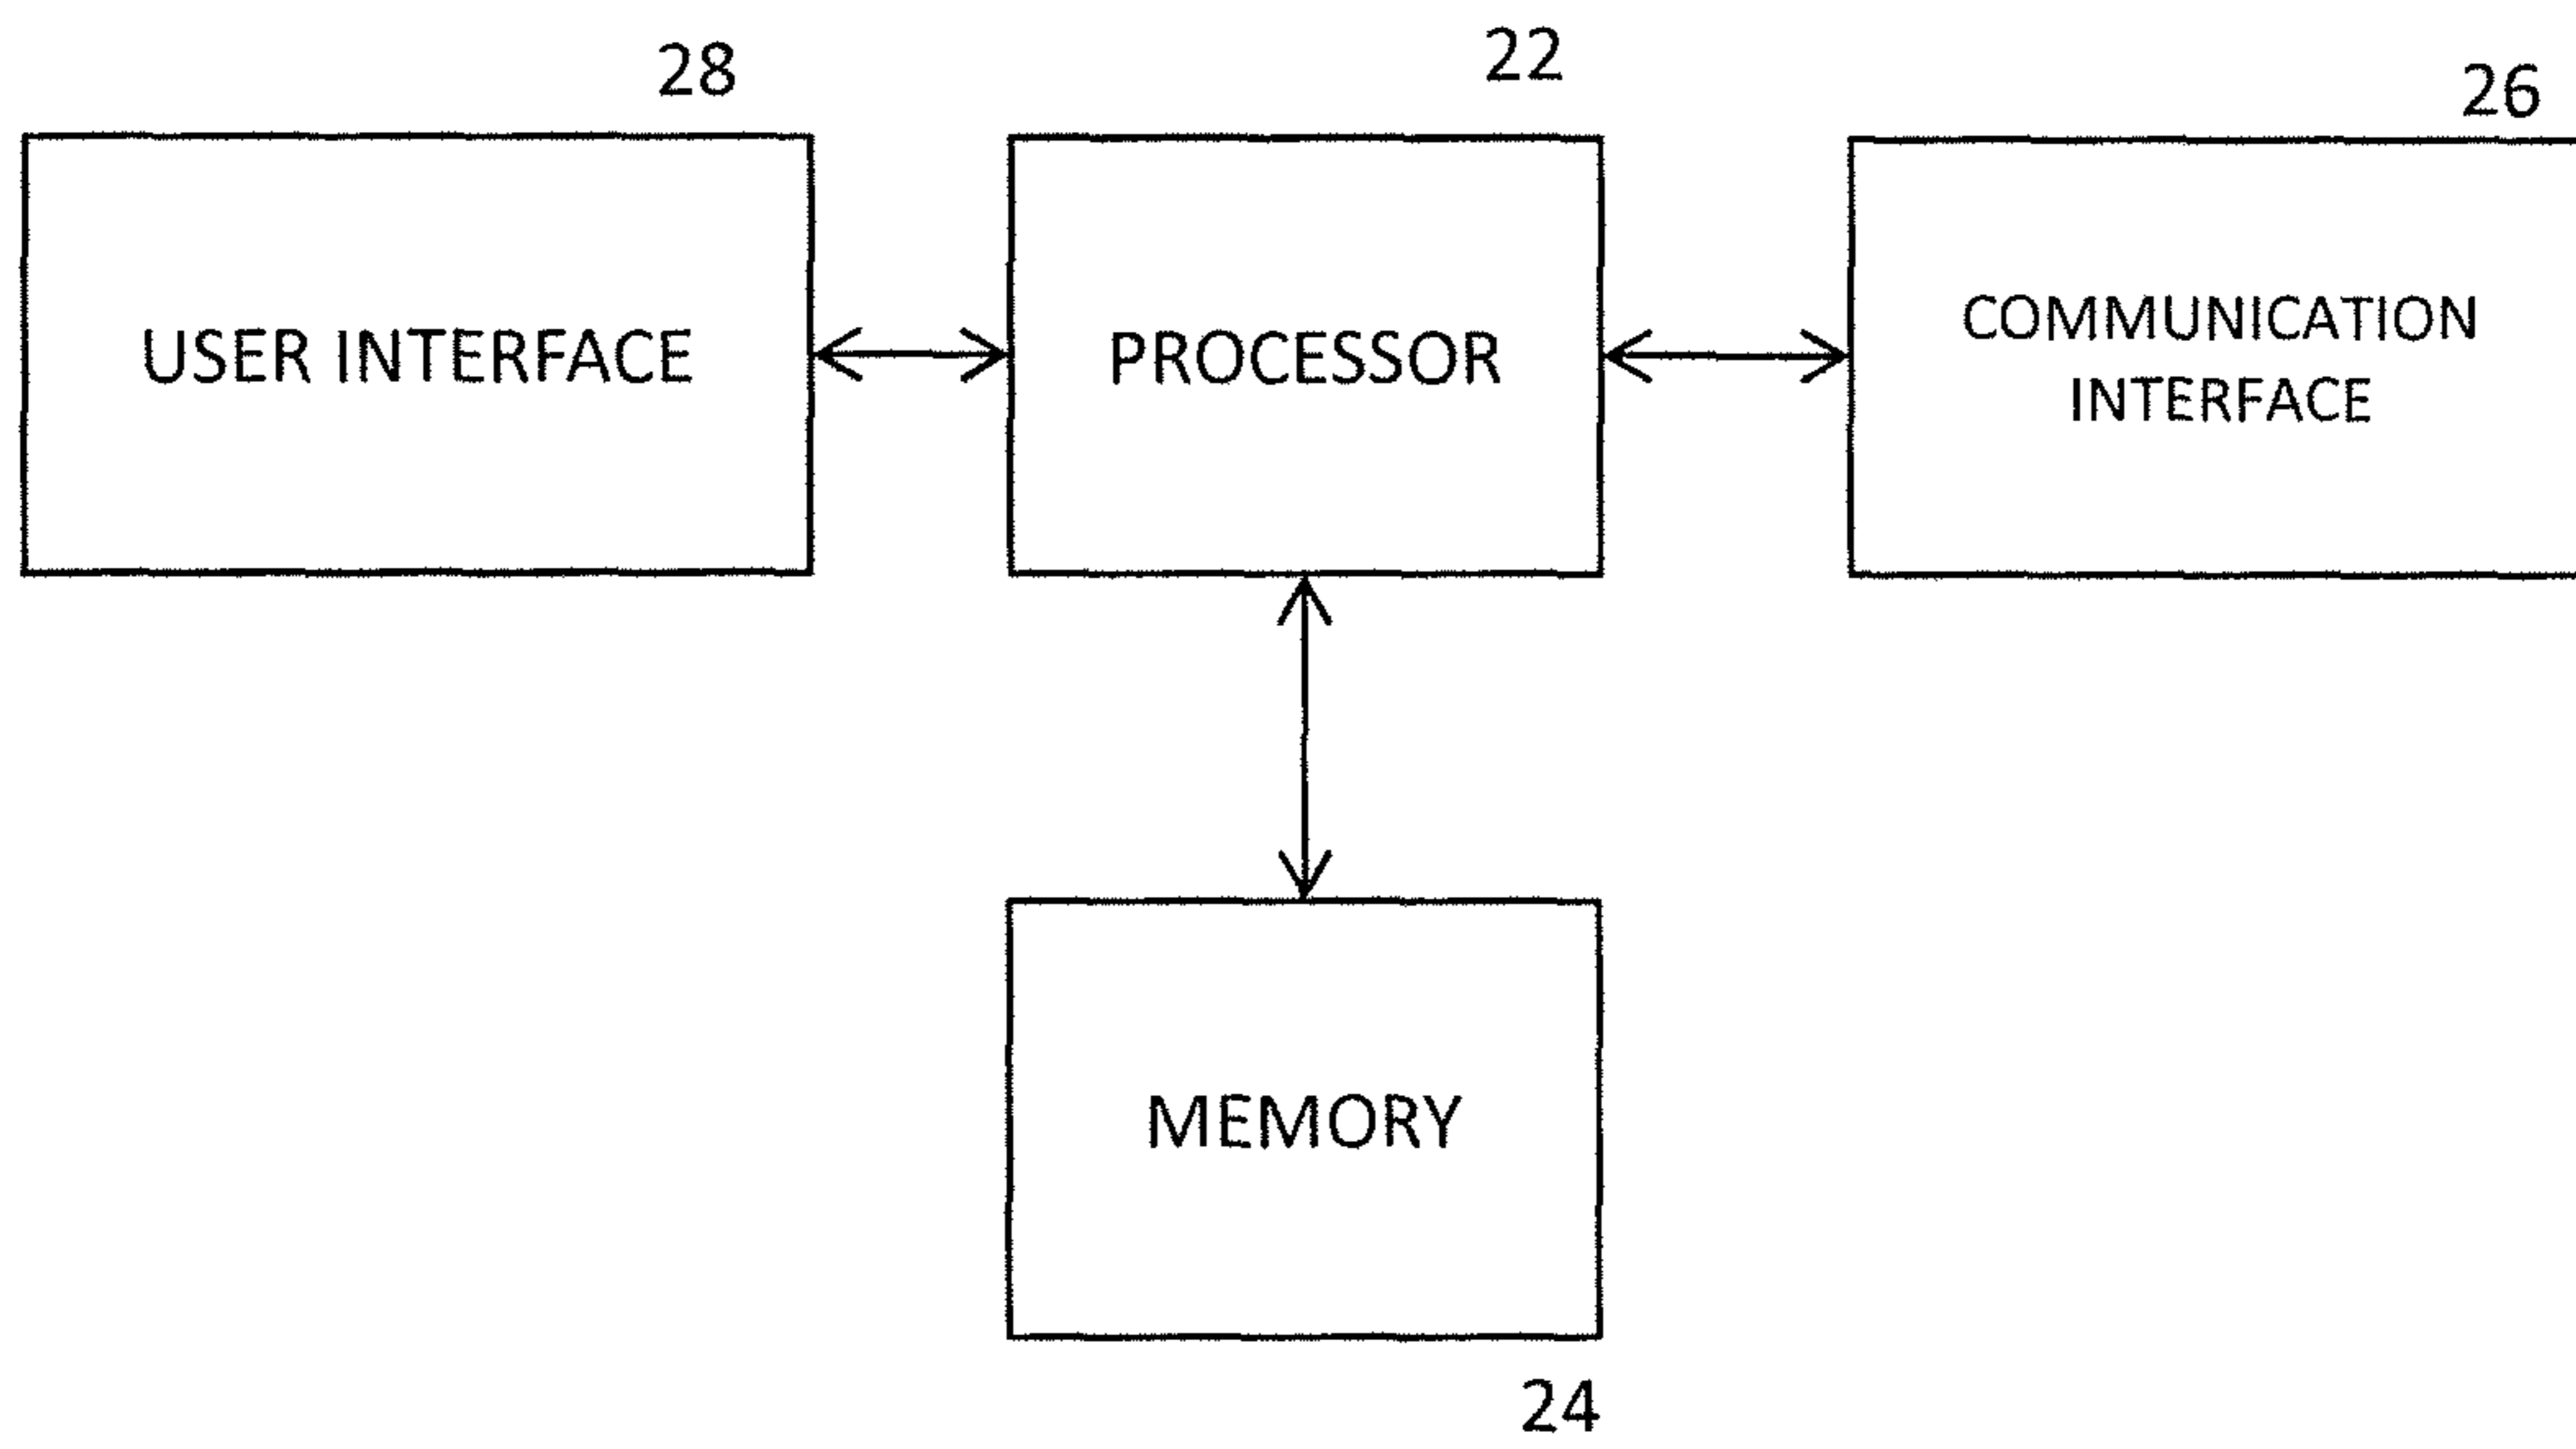 28
22
26
USER INTERFACE
PROCESSOR
COMMUNICATION
INTERFACE
MEMORY
24